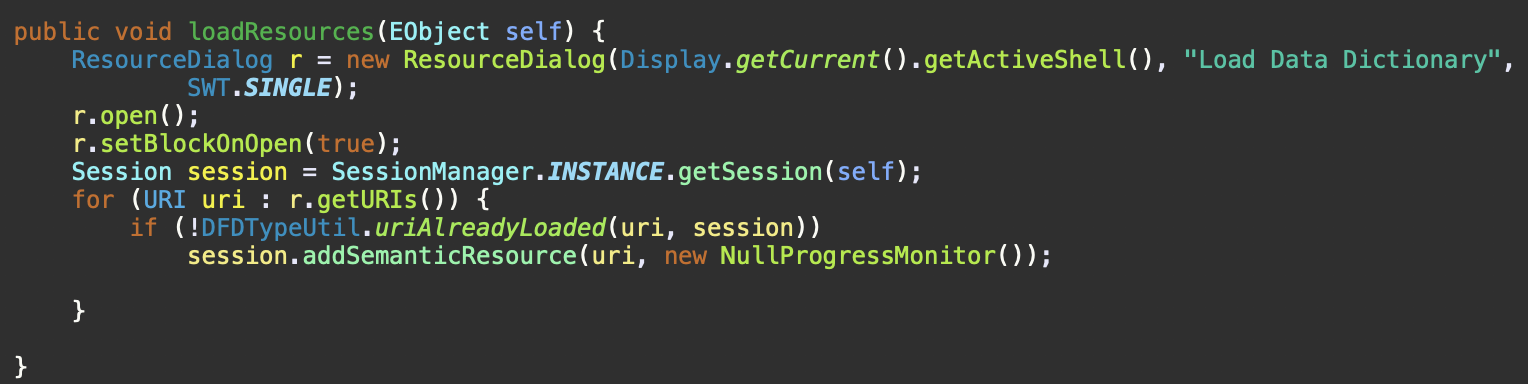 public void loadResources(EObject self) {
    ResourceDialog r = new ResourceDialog(Display.getCurrent().getActiveShell(), "Load Data Dictionary",
            SWT.SINGLE);
    r.open();
    r.setBlockOnOpen(true);
    Session session = SessionManager.INSTANCE.getSession(self);
    for (URI uri : r.getURIs()) {
        if (!DFDTypeUtil.uriAlreadyLoaded(uri, session))
            session.addSemanticResource(uri, new NullProgressMonitor());
    }
}